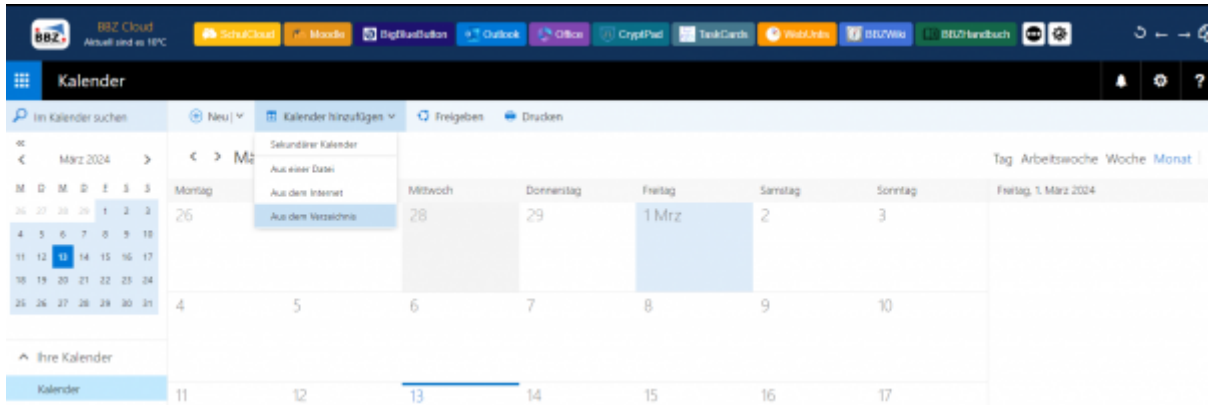 BBZ Cloud
BBZ.
Aktuell sind es 10°C
SchulCloud Moodle BigBlueButton Outlook Office CryptPad TaskCards WebUntis BBZWiki BBZHandbuch
Kalender
?
Im Kalender suchen
Neu
Kalender hinzufügen
Freigeben
Drucken
Sekundärer Kalender
Aus einer Datei
Aus dem Internet
Aus dem Verzeichnis
März 2024
Tag Arbeitswoche Woche Monat
M D M D F S S
26 27 28 29 1 2 3
4 5 6 7 8 9 10
11 12 13 14 15 16 17
18 19 20 21 22 23 24
25 26 27 28 29 30 31
Ihre Kalender
Kalender
Montag Mittwoch Donnerstag Freitag Samstag Sonntag
Freitag, 1. März 2024
26 28 29 1 Mrz 2 3
4 5 6 7 8 9 10
11 12 13 14 15 16 17